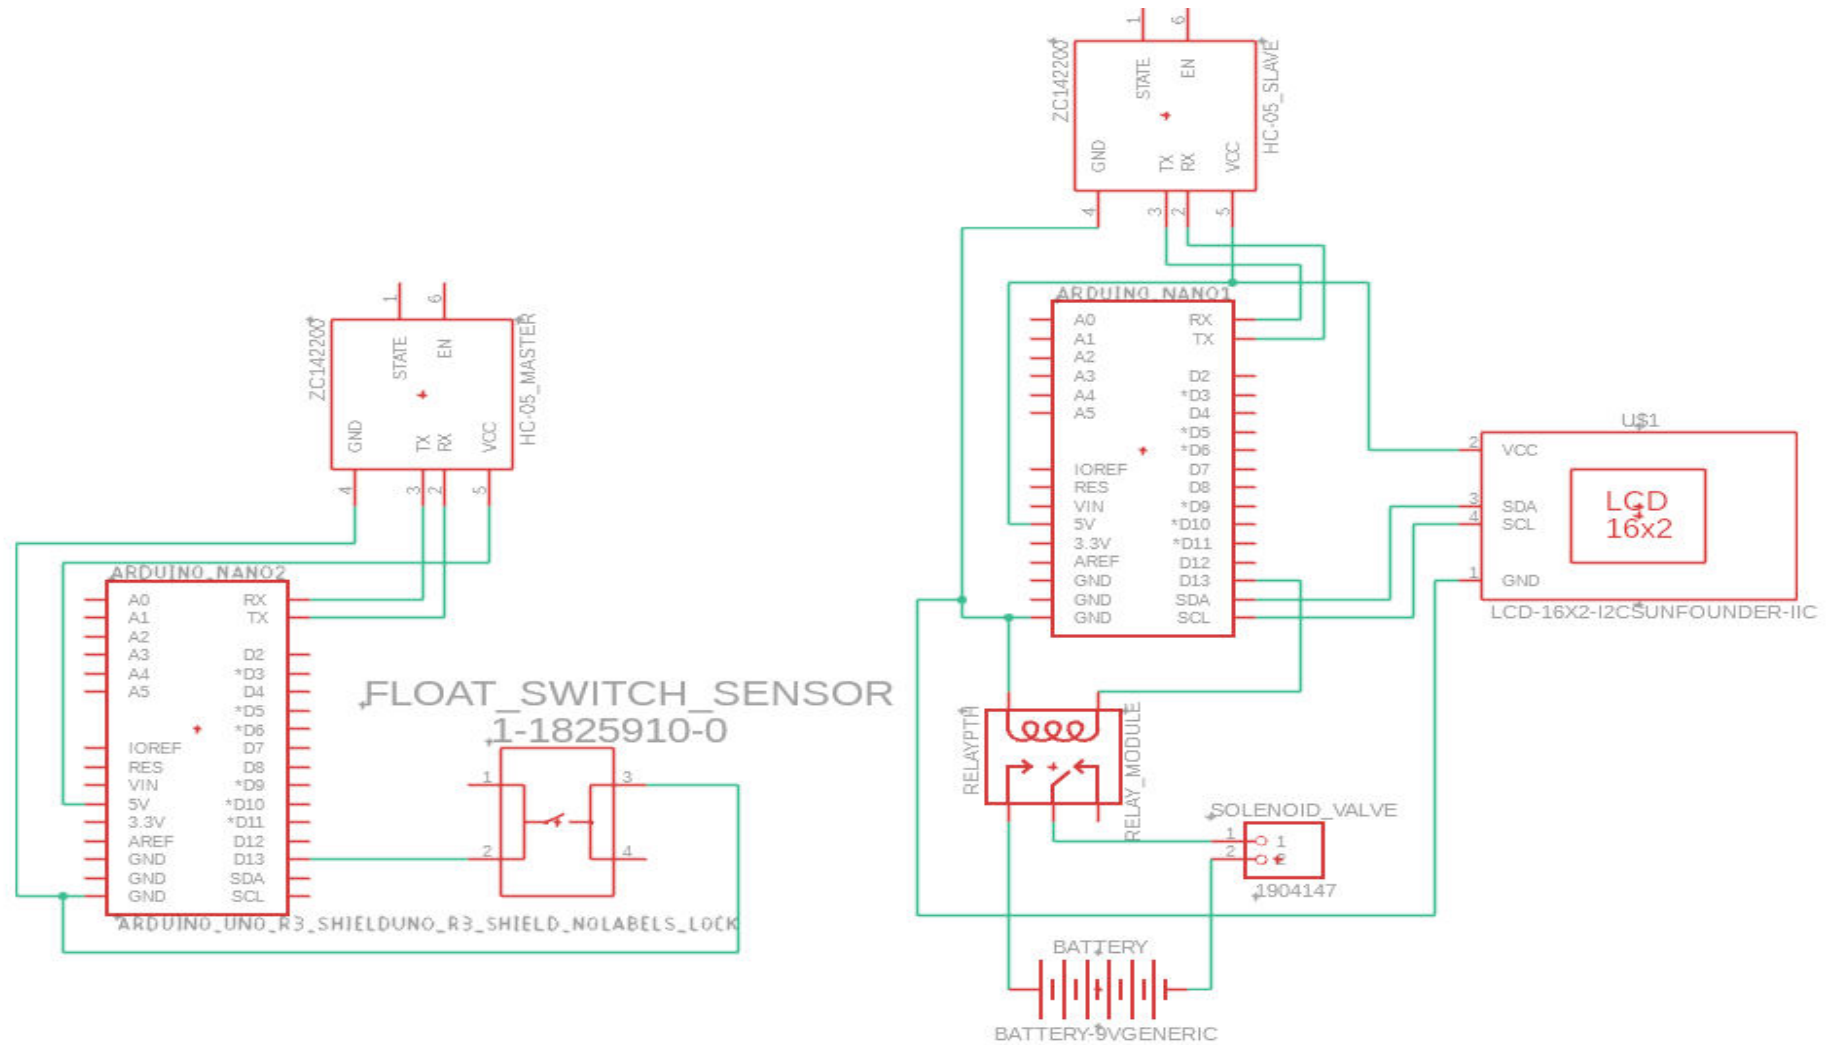 1
6
ZC142200
STATE
EN
HC-05_MASTER
GND
TX
RX
VCC
4
3
2
5
ARDUINO_NANO2
A0
RX
A1
TX
A2
A3
D2
A4
*D3
A5
D4
*D5
*D6
IOREF
D7
RES
D8
VIN
*D9
5V
*D10
3.3V
*D11
AREF
D12
GND
D13
GND
SDA
GND
SCL
ARDUINO_UNO_R3_SHIELDUNO_R3_SHIELD_NOLABELS_LOCK
FLOAT_SWITCH_SENSOR
1-1825910-0
1
3
2
4
1
6
ZC142200
STATE
EN
HC-05_SLAVE
GND
TX
RX
VCC
4
3
2
5
ARDUINO_NANO1
A0
RX
A1
TX
A2
A3
D2
A4
*D3
A5
D4
*D5
*D6
IOREF
D7
RES
D8
VIN
*D9
5V
*D10
3.3V
*D11
AREF
D12
GND
D13
GND
SDA
GND
SCL
U$1
2
VCC
3
SDA
4
SCL
1
GND
LCD
16x2
LCD-16X2-I2CSUNFOUNDER-IIC
RELAYPTH
RELAY_MODULE
SOLENOID_VALVE
1
1
2
2
1904147
BATTERY
BATTERY-9VGENERIC